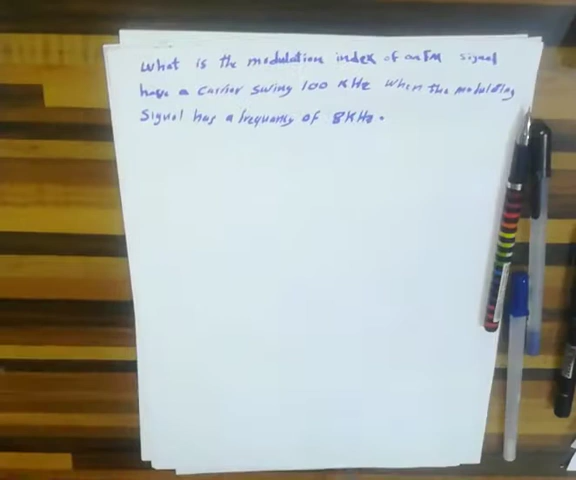 What is the modulation index of an FM signal
have a carrier swing 100 KHz when the modulating
Signal has a frequency of 8KHz.